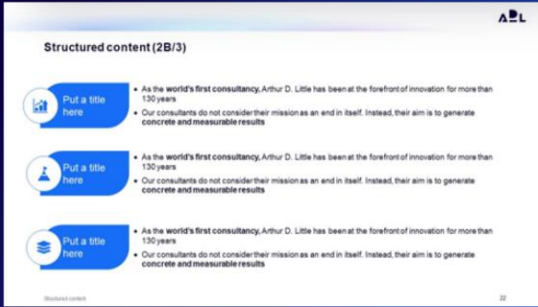 ADL
Structured content (2B/3)
Put a title
here
• As the world's first consultancy, Arthur D. Little has been at the forefront of innovation for more than
130 years
• Our consultants do not consider their mission as an end in itself. Instead, their aim is to generate
concrete and measurable results
Put a title
here
• As the world's first consultancy, Arthur D. Little has been at the forefront of innovation for more than
130 years
• Our consultants do not consider their mission as an end in itself. Instead, their aim is to generate
concrete and measurable results
Put a title
here
• As the world's first consultancy, Arthur D. Little has been at the forefront of innovation for more than
130 years
• Our consultants do not consider their mission as an end in itself. Instead, their aim is to generate
concrete and measurable results
Structured content
22